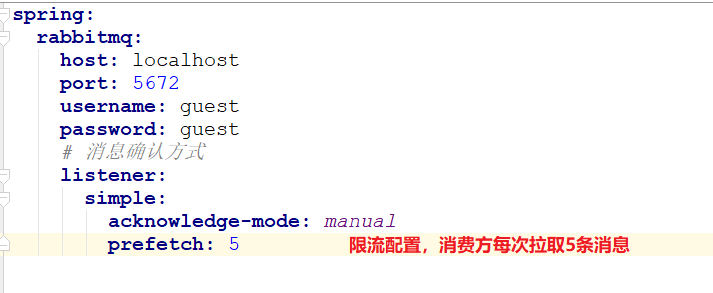 spring:
  rabbitmq:
    host: localhost
    port: 5672
    username: guest
    password: guest
    # 消息确认方式
    listener:
      simple:
        acknowledge-mode: manual
        prefetch: 5 限流配置，消费方每次拉取5条消息